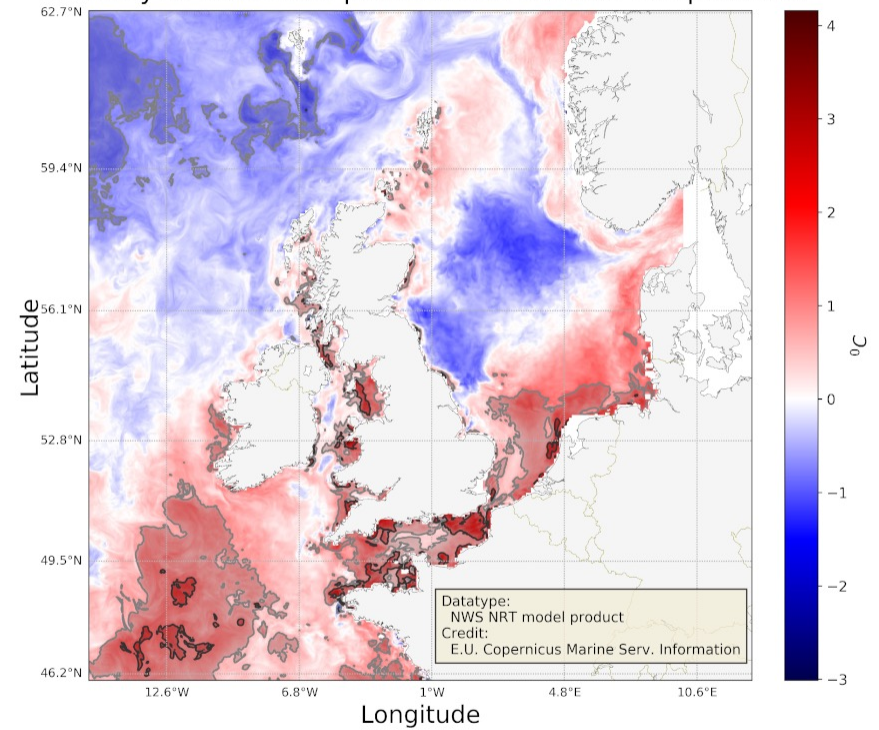 62.7°N
59.4°N
56.1°N
52.8°N
49.5°N
46.2°N
Latitude
12.6°W
6.8°W
1°W
4.8°E
10.6°E
Longitude
Datatype:
NWS NRT model product
Credit:
E.U. Copernicus Marine Serv. Information
4
3
2
1
0
−1
−2
−3
⁰C